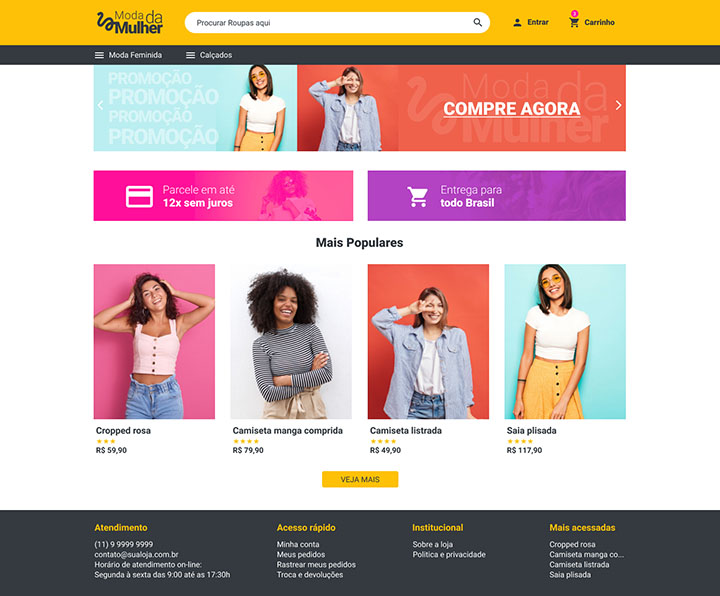 Moda da
Mulher
Procurar Roupas aqui
Entrar
3
Carrinho
Moda Feminida
Calçados
PROMOÇÃO
PROMOÇÃO
PROMOÇÃO
PROMOÇÃO
Moda da
Mulher
COMPRE AGORA
Parcele em até
12x sem juros
Entrega para
todo Brasil
Mais Populares
Cropped rosa
R$ 59,90
Camiseta manga comprida
R$ 79,90
Camiseta listrada
R$ 49,90
Saia plisada
R$ 117,90
VEJA MAIS
Atendimento
(11) 9 9999 9999
contato@sualoja.com.br
Horário de atendimento on-line:
Segunda à sexta das 9:00 até as 17:30h
Acesso rápido
Minha conta
Meus pedidos
Rastrear meus pedidos
Troca e devoluções
Institucional
Sobre a loja
Politica e privacidade
Mais acessadas
Cropped rosa
Camiseta manga co...
Camiseta listrada
Saia plisada